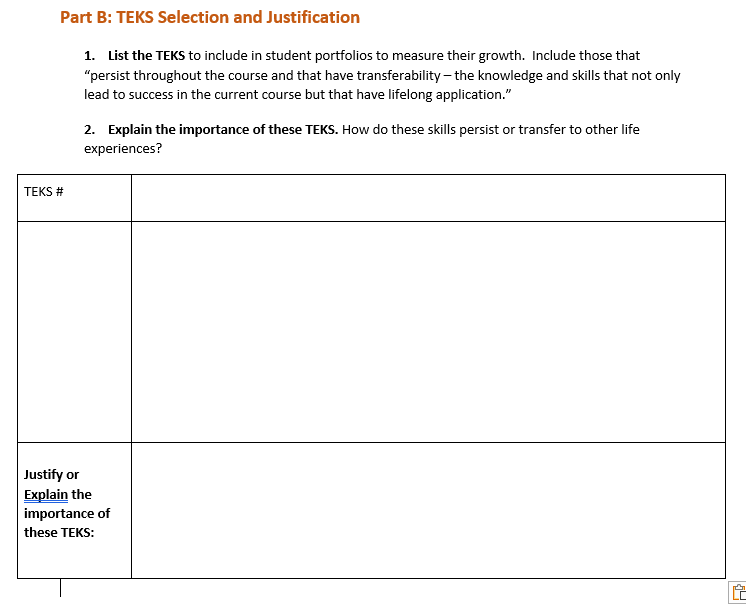 Part B: TEKS Selection and Justification
1. List the TEKS to include in student portfolios to measure their growth. Include those that
“persist throughout the course and that have transferability – the knowledge and skills that not only
lead to success in the current course but that have lifelong application.”
2. Explain the importance of these TEKS. How do these skills persist or transfer to other life
experiences?
TEKS #
Justify or
Explain the
importance of
these TEKS: